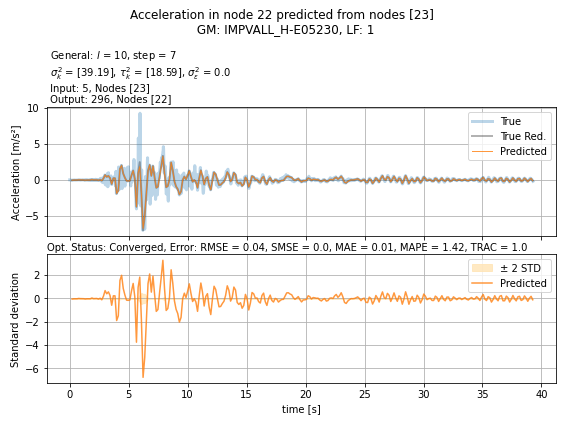 Acceleration in node 22 predicted from nodes [23]
GM: IMPVALL_H-E05230, LF: 1
General: l = 10, step = 7
σ²ₖ = [39.19], τ²ₖ = [18.59], σ²ε = 0.0
Input: 5, Nodes [23]
Output: 296, Nodes [22]
10
5
0
−5
Acceleration [m/s²]
True
True Red.
Predicted
Opt. Status: Converged, Error: RMSE = 0.04, SMSE = 0.0, MAE = 0.01, MAPE = 1.42, TRAC = 1.0
2
0
−2
−4
−6
Standard deviation
± 2 STD
Predicted
0 5 10 15 20 25 30 35 40
time [s]